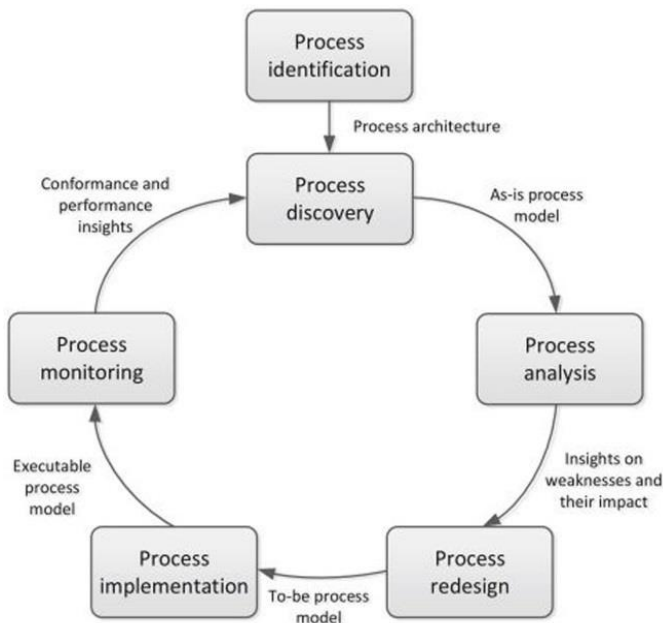 Process
identification
Process architecture
Process
discovery
As-is process
model
Process
analysis
Insights on
weaknesses and
their impact
Process
redesign
To-be process
model
Process
implementation
Executable
process
model
Process
monitoring
Conformance and
performance
insights